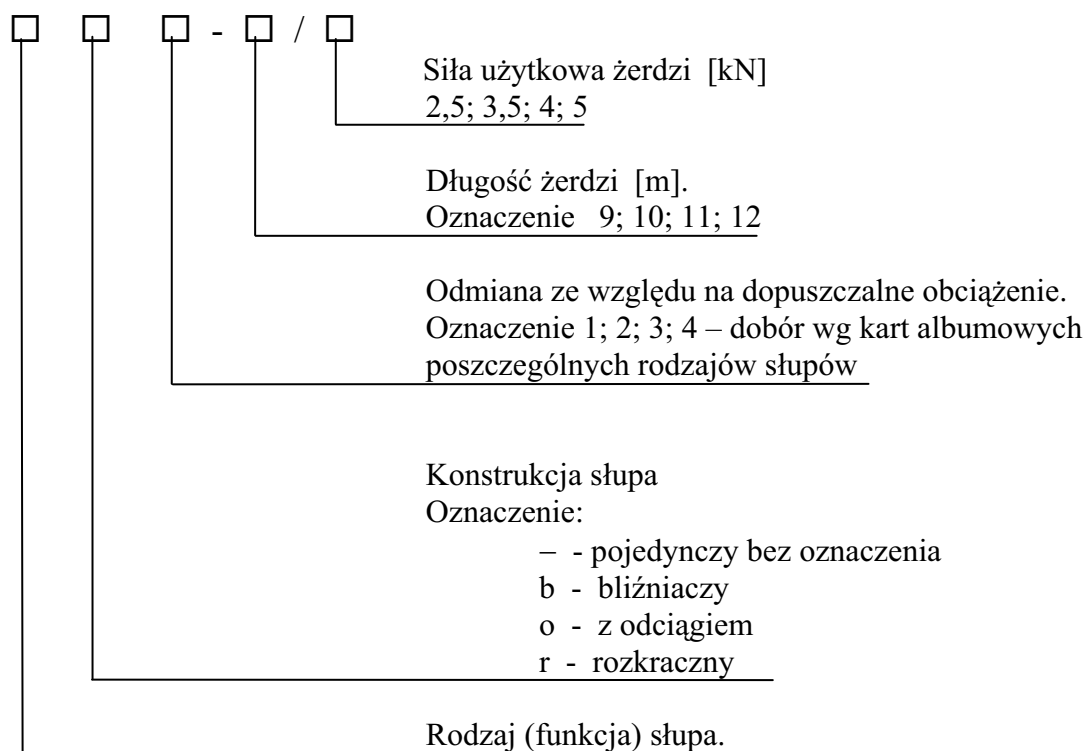 □ □ □ - □ / □
Siła użytkowa żerdzi [kN]
2,5; 3,5; 4; 5
Długość żerdzi [m].
Oznaczenie 9; 10; 11; 12
Odmiana ze względu na dopuszczalne obciążenie.
Oznaczenie 1; 2; 3; 4 – dobór wg kart albumowych
poszczególnych rodzajów słupów
Konstrukcja słupa
Oznaczenie:
– - pojedynczy bez oznaczenia
b - bliźniaczy
o - z odciągiem
r - rozkraczny
Rodzaj (funkcja) słupa.